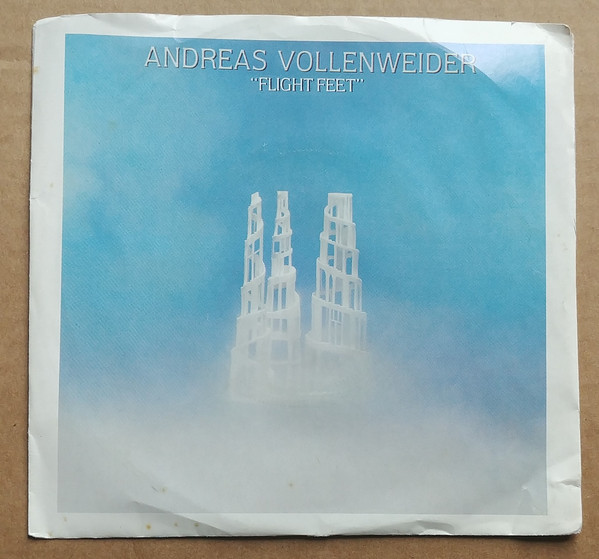 ANDREAS VOLLENWEIDER
"FLIGHT FEET"